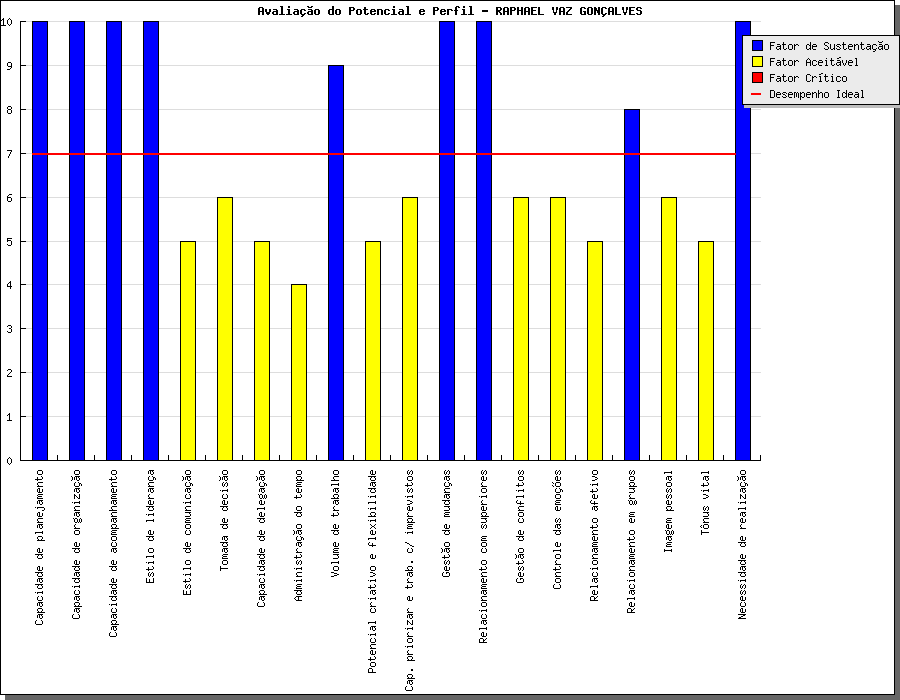 Avaliação do Potencial e Perfil - RAPHAEL VAZ GONÇALVES
10
9
8
7
6
5
4
3
2
1
0
Fator de Sustentação
Fator Aceitável
Fator Crítico
Desempenho Ideal
Capacidade de planejamento
Capacidade de organização
Capacidade de acompanhamento
Estilo de liderança
Estilo de comunicação
Tomada de decisão
Capacidade de delegação
Administração do tempo
Volume de trabalho
Potencial criativo e flexibilidade
Cap. priorizar e trab. c/ imprevistos
Gestão de mudanças
Relacionamento com superiores
Gestão de conflitos
Controle das emoções
Relacionamento afetivo
Relacionamento em grupos
Imagem pessoal
Tônus vital
Necessidade de realização